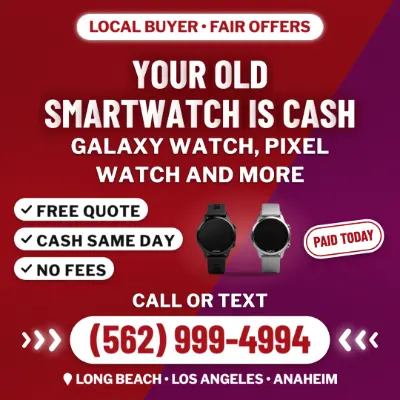 LOCAL BUYER • FAIR OFFERS
YOUR OLD
SMARTWATCH IS CASH
GALAXY WATCH, PIXEL
WATCH AND MORE
FREE QUOTE
CASH SAME DAY
NO FEES
PAID TODAY
CALL OR TEXT
(562) 999-4994
LONG BEACH • LOS ANGELES • ANAHEIM